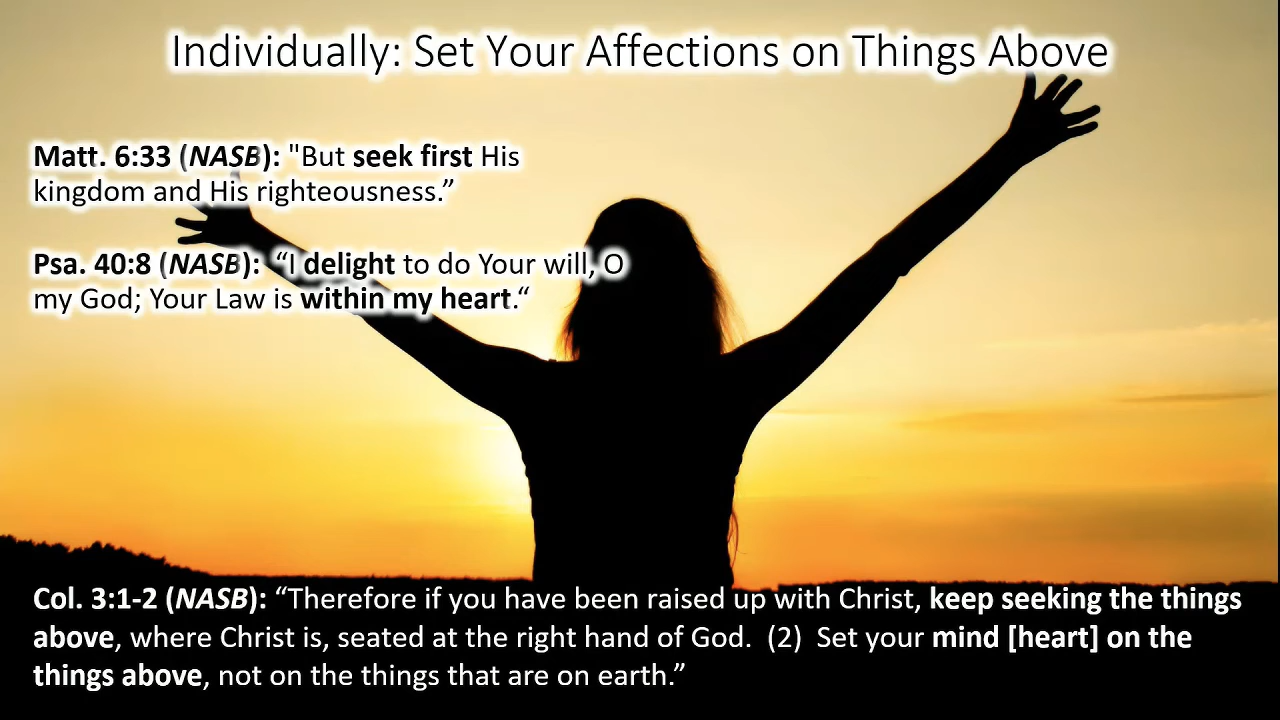 Individually: Set Your Affections on Things Above
Matt. 6:33 (NASB): "But seek first His
kingdom and His righteousness.”
Psa. 40:8 (NASB): “I delight to do Your will, O
my God; Your Law is within my heart.“
Col. 3:1-2 (NASB): “Therefore if you have been raised up with Christ, keep seeking the things
above, where Christ is, seated at the right hand of God. (2) Set your mind [heart] on the
things above, not on the things that are on earth.”